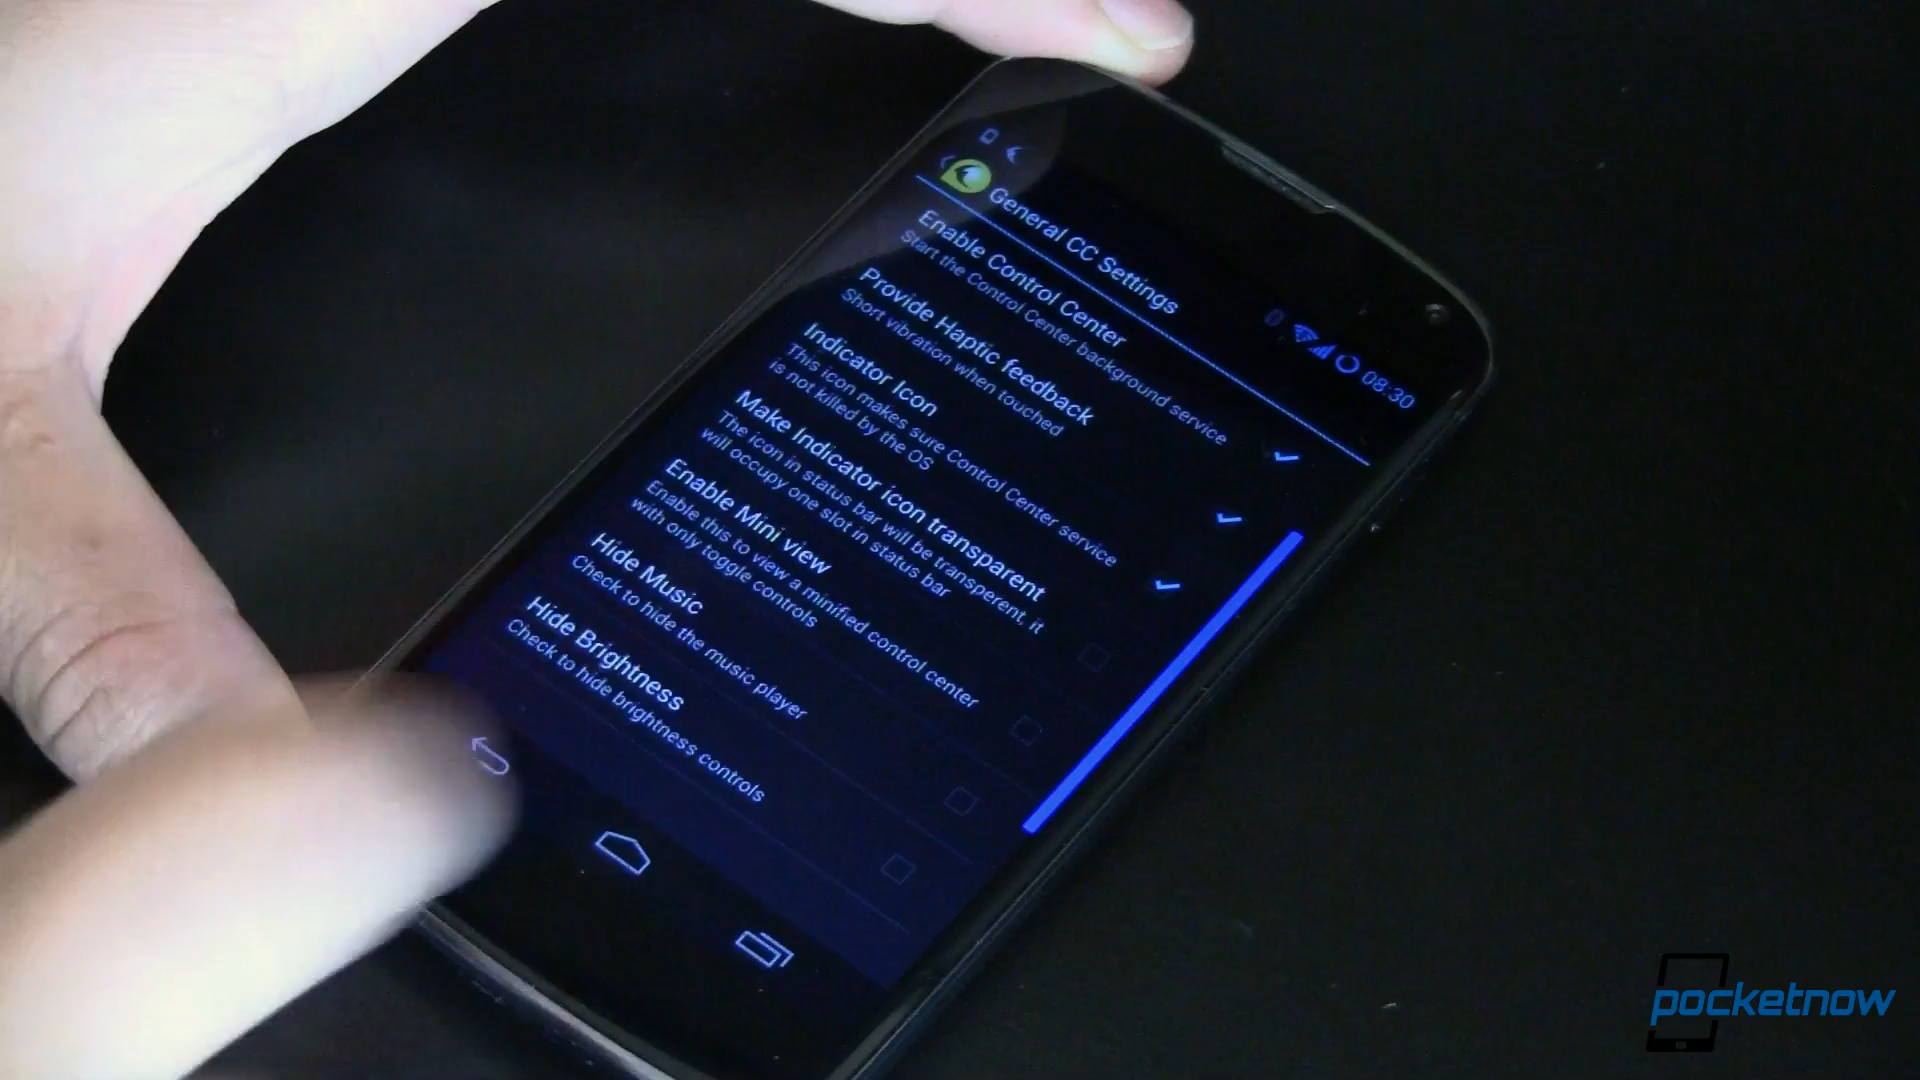 General CC Settings
08:30
Enable Control Center
Start the Control Center background service
Provide Haptic feedback
Short vibration when touched
Indicator Icon
This icon makes sure Control Center service
is not killed by the OS
Make Indicator icon transparent
The icon in status bar will be transperent, it
will occupy one slot in status bar
Enable Mini view
Enable this to view a minified control center
with only toggle controls
Hide Music
Check to hide the music player
Hide Brightness
Check to hide brightness controls
pocketnow